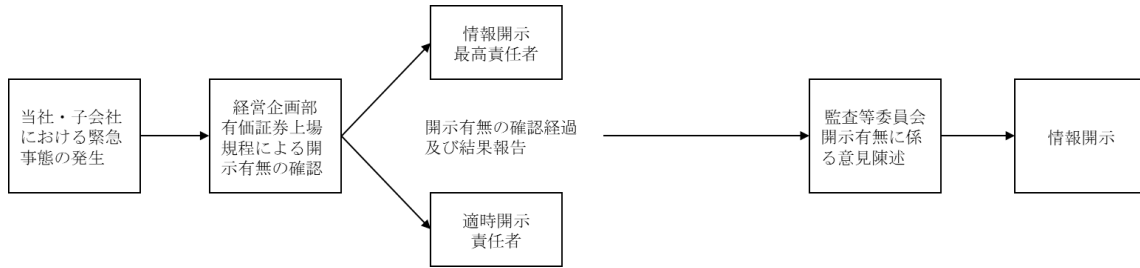 当社・子会社
における緊急
事態の発生
経営企画部
有価証券上場
規程による開
示有無の確認
情報開示
最高責任者
開示有無の確認経過
及び結果報告
適時開示
責任者
監査等委員会
開示有無に係
る意見陳述
情報開示